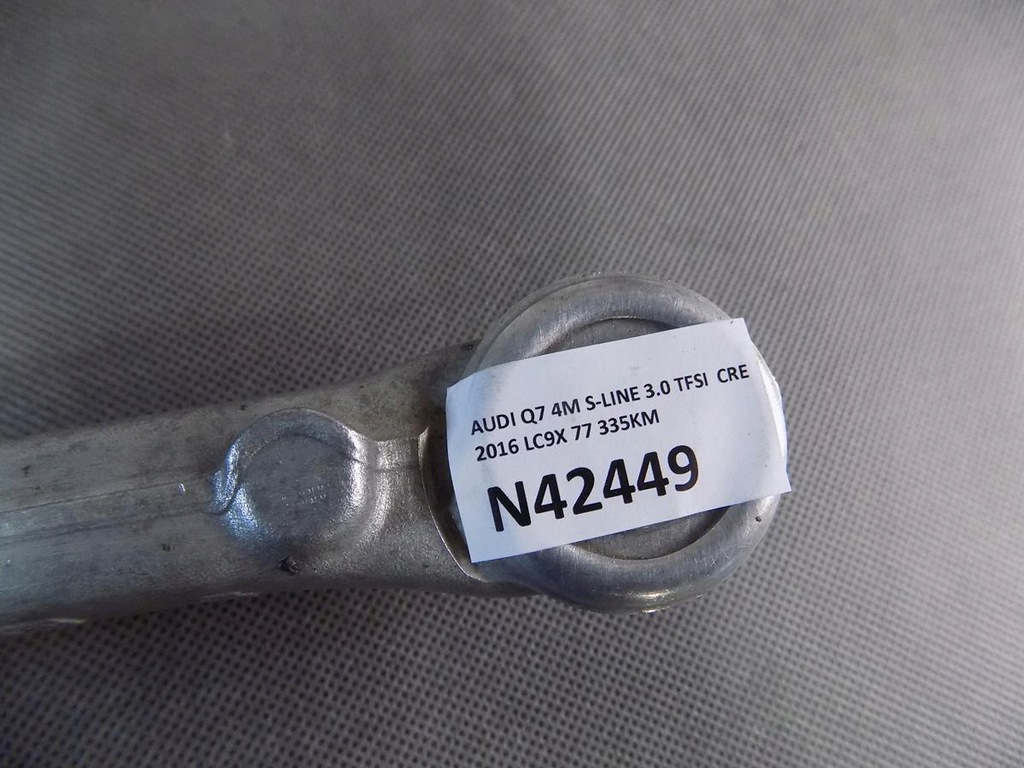 AUDI Q7 4M S-LINE 3.0 TFSI CRE
2016 LC9X 77 335KM
N42449